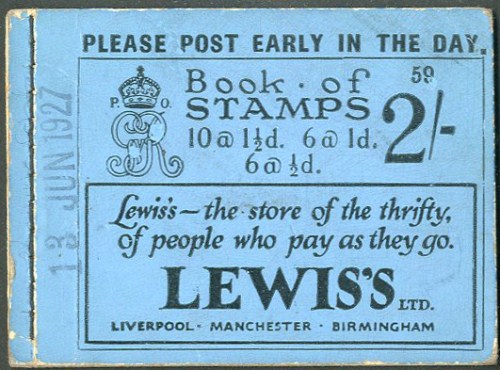 PLEASE POST EARLY IN THE DAY.
P. O.
GR
Book · of
STAMPS
59
2/-
10 @ 1½d. 6 @ 1d.
6 @ ½d.
13 JUN 1927
Lewis's — the store of the thrifty,
of people who pay as they go.
LEWIS'S LTD.
LIVERPOOL · MANCHESTER · BIRMINGHAM